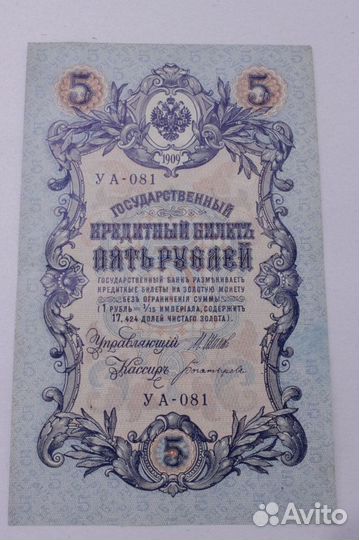 5 5
1909
УА-081
ГОСУДАРСТВЕННЫЙ
КРЕДИТНЫЙ БИЛЕТЪ
ПЯТЬ РУБЛЕЙ
ГОСУДАРСТВЕННЫЙ БАНКЪ РАЗМѢНИВАЕТЪ
КРЕДИТНЫЕ БИЛЕТЫ НА ЗОЛОТУЮ МОНЕТУ
БЕЗЪ ОГРАНИЧЕНІЯ СУММЫ
(1 РУБЛЬ = 1/15 ИМПЕРІАЛА, СОДЕРЖИТЪ
17,424 ДОЛЕЙ ЧИСТАГО ЗОЛОТА).
Управляющій
Кассиръ
УА-081
5
Avito